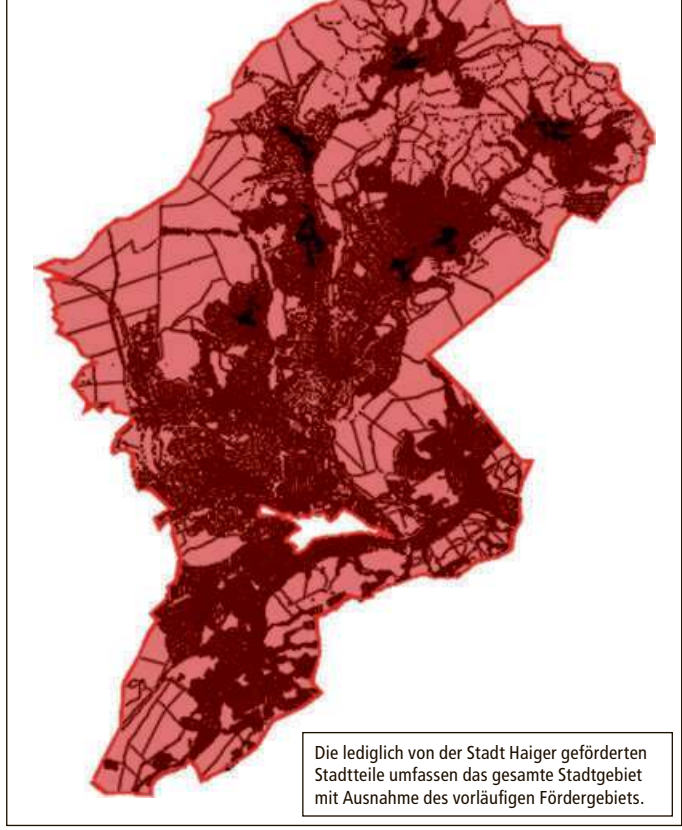 Die lediglich von der Stadt Haiger geförderten
Stadtteile umfassen das gesamte Stadtgebiet
mit Ausnahme des vorläufigen Fördergebiets.